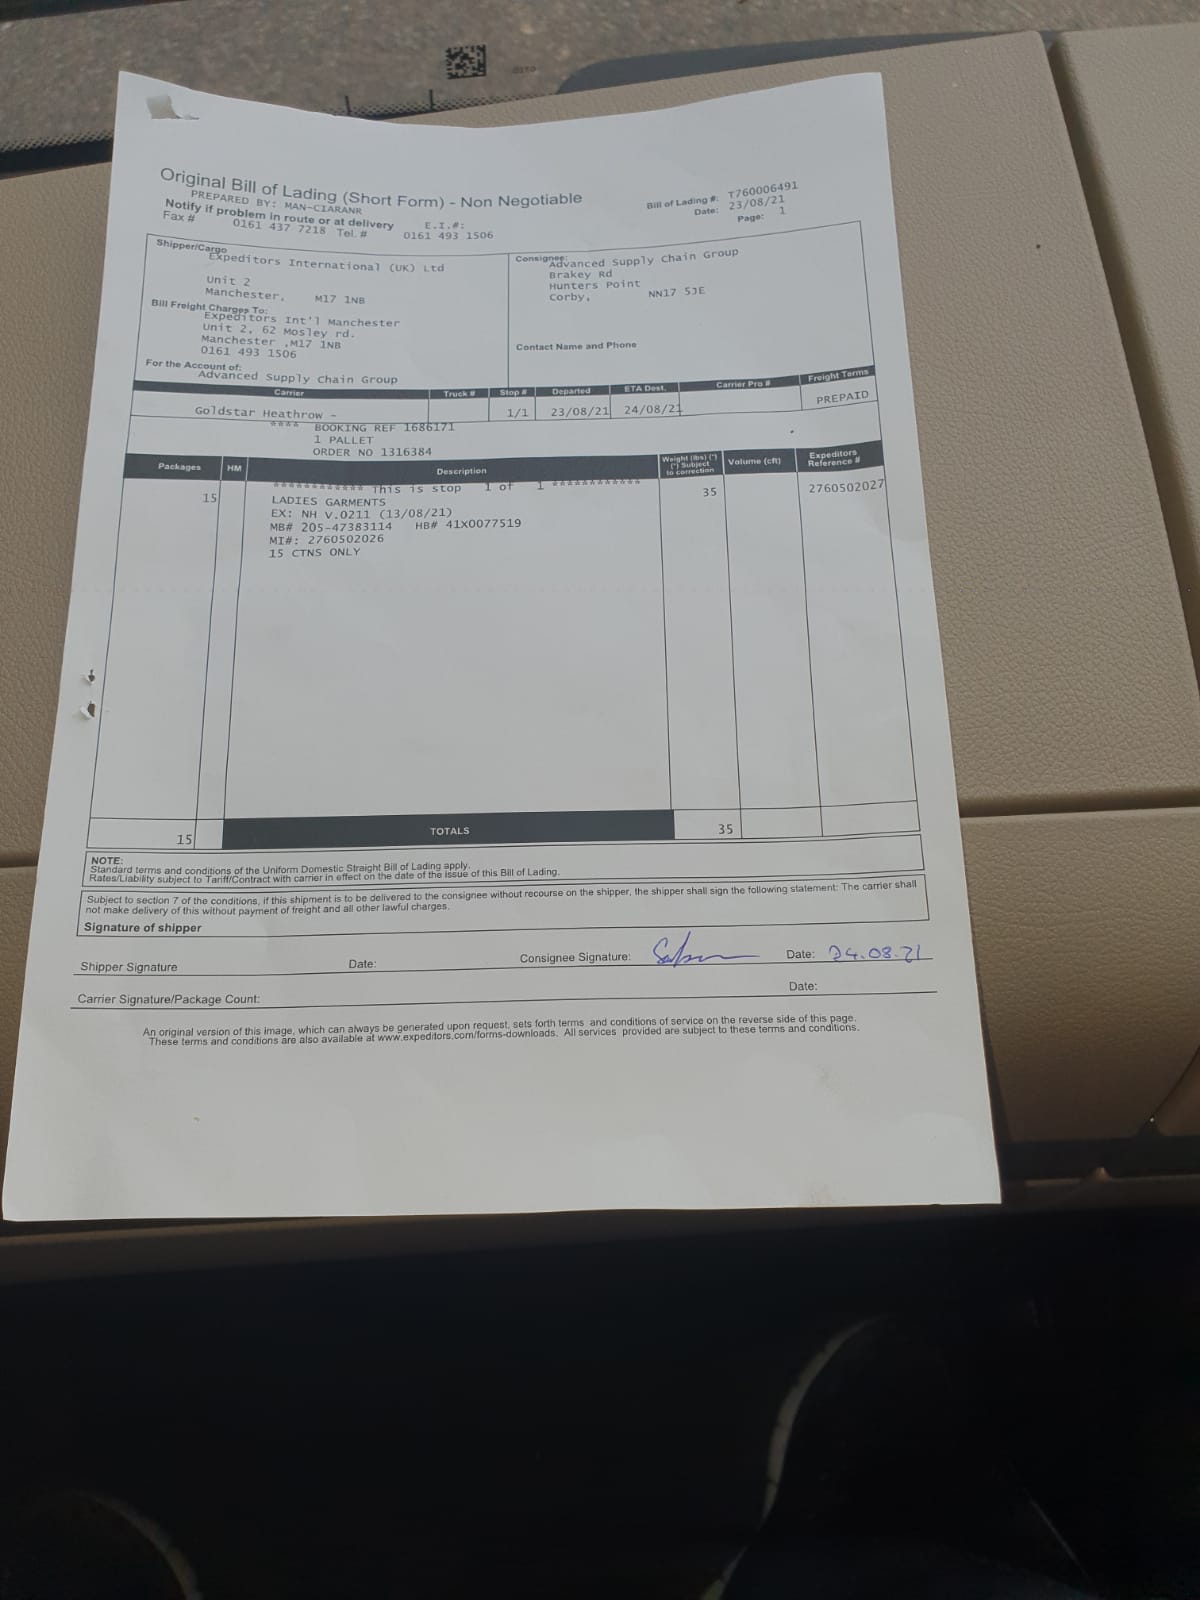 Original Bill of Lading (Short Form) - Non Negotiable
PREPARED BY: MAN-CIARANR
Notify if problem in route or at delivery E.I.#:
Fax # 0161 437 7218 Tel.# 0161 493 1506
Bill of Lading #: T760006491
Date: 23/08/21
Page: 1
Shipper/Cargo
Expeditors International (UK) Ltd
Unit 2
Manchester, M17 1NB
Bill Freight Charges To:
Expeditors Int'l Manchester
Unit 2, 62 Mosley rd.
Manchester ,M17 1NB
0161 493 1506
For the Account of:
Advanced Supply Chain Group
Consignee:
Advanced Supply Chain Group
Brakey Rd
Hunters Point
Corby, NN17 5JE
Contact Name and Phone
Carrier Truck # Stop # Departed ETA Dest. Carrier Pro # Freight Terms
Goldstar Heathrow - 1/1 23/08/21 24/08/21 PREPAID
**** BOOKING REF 1686171
1 PALLET
ORDER NO 1316384
Packages HM Description Weight (lbs) (*) (*) Subject to correction Volume (cft) Expeditors Reference #
************ This is stop 1 of 1 ************
15 LADIES GARMENTS 35 2760502027
EX: NH V.0211 (13/08/21)
MB# 205-47383114 HB# 41X0077519
MI#: 2760502026
15 CTNS ONLY
15 TOTALS 35
NOTE:
Standard terms and conditions of the Uniform Domestic Straight Bill of Lading apply.
Rates/Liability subject to Tariff/Contract with carrier in effect on the date of the issue of this Bill of Lading.
Subject to section 7 of the conditions, if this shipment is to be delivered to the consignee without recourse on the shipper, the shipper shall sign the following statement: The carrier shall
not make delivery of this without payment of freight and all other lawful charges.
Signature of shipper
Shipper Signature Date: Consignee Signature: Date: 24.08.21
Carrier Signature/Package Count: Date:
An original version of this image, which can always be generated upon request, sets forth terms and conditions of service on the reverse side of this page.
These terms and conditions are also available at www.expeditors.com/forms-downloads. All services provided are subject to these terms and conditions.